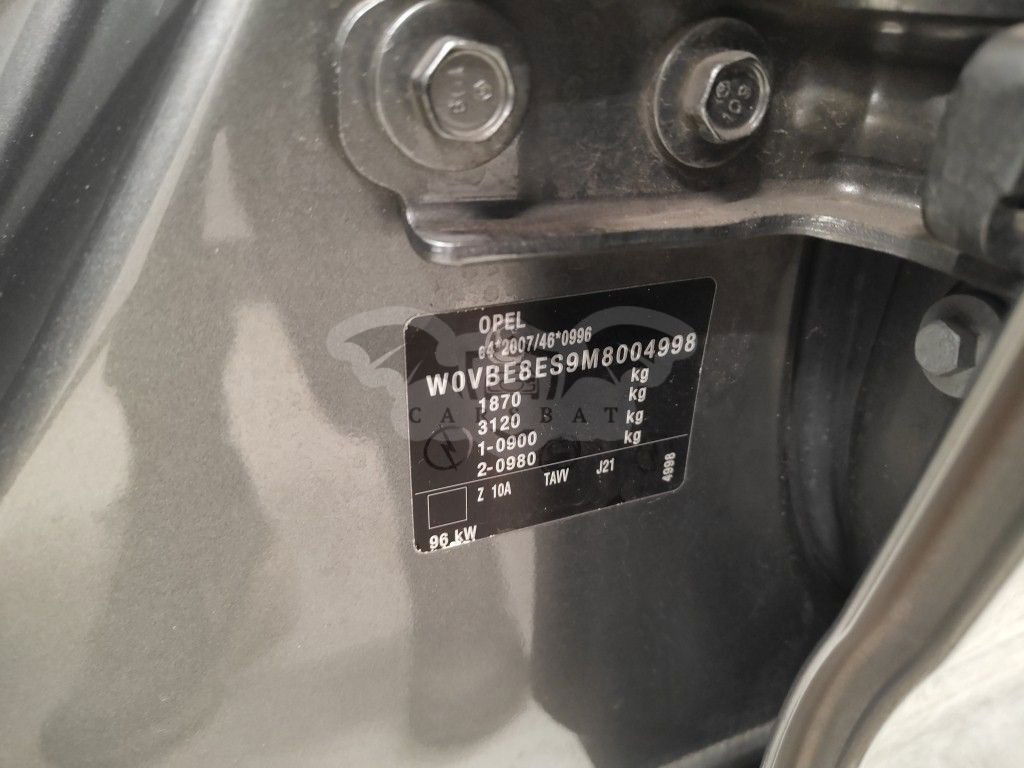 OPEL
e4*2007/46*0996
W0VBE8ES9M8004998
1870 kg
3120 kg
1-0900 kg
2-0980 kg
Z 10A TAVV J21
4998
96 kW
CARSBAT